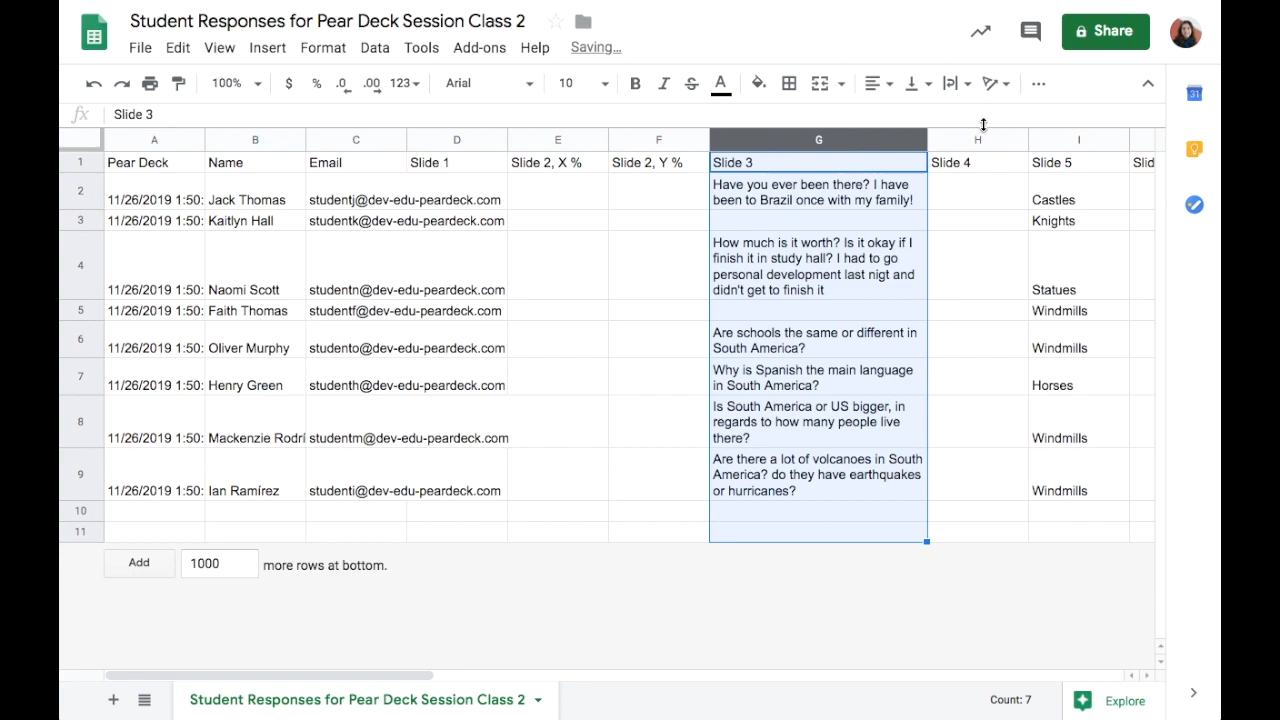 Student Responses for Pear Deck Session Class 2
File Edit View Insert Format Data Tools Add-ons Help Saving...
Share
100% $ % .0 .00 123 Arial 10 B I S A
31
fx Slide 3
A B C D E F G H I
1 Pear Deck Name Email Slide 1 Slide 2, X % Slide 2, Y % Slide 3 Slide 4 Slide 5 Slid
Have you ever been there? I have
2 11/26/2019 1:50: Jack Thomas studentj@dev-edu-peardeck.com been to Brazil once with my family! Castles
3 11/26/2019 1:50: Kaitlyn Hall studentk@dev-edu-peardeck.com Knights
How much is it worth? Is it okay if I
finish it in study hall? I had to go
personal development last nigt and
4 11/26/2019 1:50: Naomi Scott studentn@dev-edu-peardeck.com didn't get to finish it Statues
5 11/26/2019 1:50: Faith Thomas studentf@dev-edu-peardeck.com Windmills
Are schools the same or different in
6 11/26/2019 1:50: Oliver Murphy studento@dev-edu-peardeck.com South America? Windmills
Why is Spanish the main language
7 11/26/2019 1:50: Henry Green studenth@dev-edu-peardeck.com in South America? Horses
Is South America or US bigger, in
regards to how many people live
8 11/26/2019 1:50: Mackenzie Rodrí studentm@dev-edu-peardeck.com there? Windmills
Are there a lot of volcanoes in South
America? do they have earthquakes
9 11/26/2019 1:50: Ian Ramírez studenti@dev-edu-peardeck.com or hurricanes? Windmills
10
11
Add 1000 more rows at bottom.
Student Responses for Pear Deck Session Class 2 Count: 7 Explore